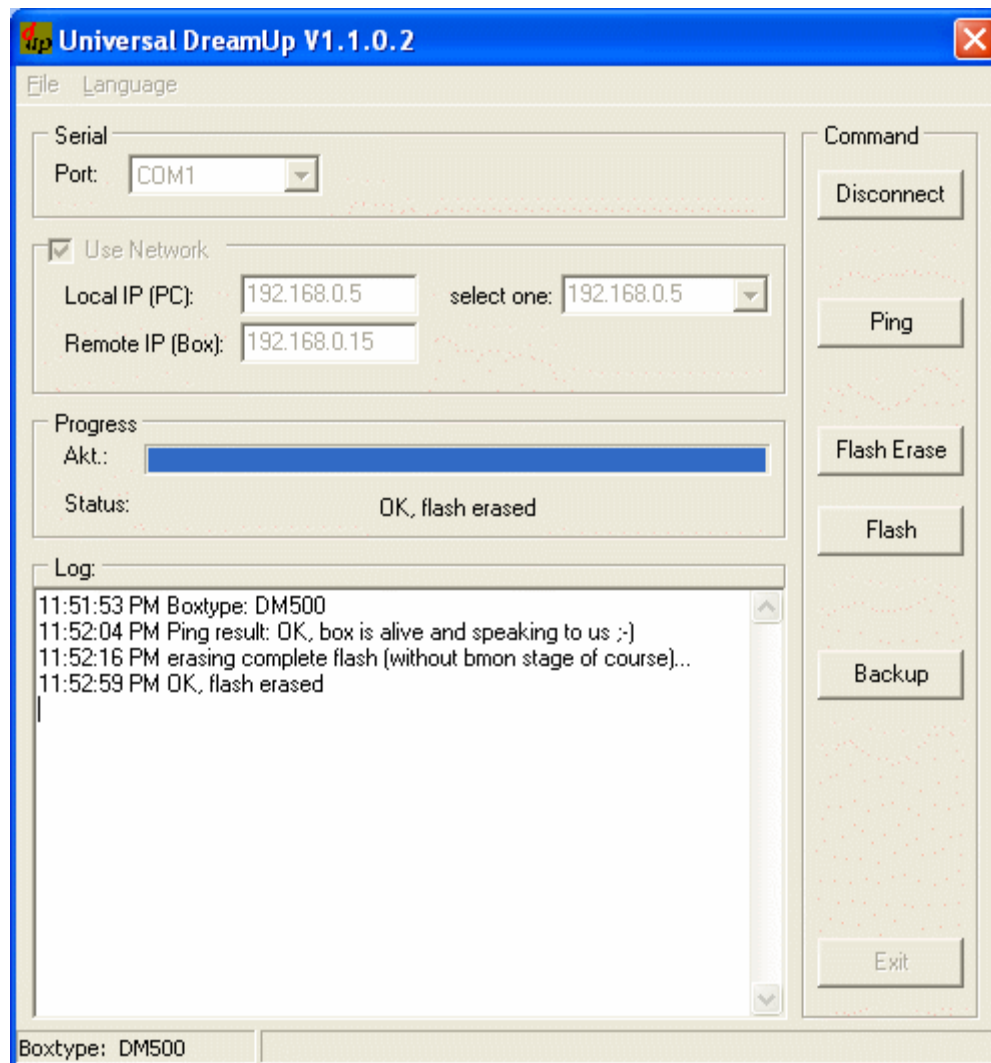 dup Universal DreamUp V1.1.0.2
File Language
Serial
Port: COM1
Use Network
Local IP (PC): 192.168.0.5 select one: 192.168.0.5
Remote IP (Box): 192.168.0.15
Progress
Akt.:
Status: OK, flash erased
Log:
11:51:53 PM Boxtype: DM500
11:52:04 PM Ping result: OK, box is alive and speaking to us ;-)
11:52:16 PM erasing complete flash (without bmon stage of course)...
11:52:59 PM OK, flash erased
Command
Disconnect
Ping
Flash Erase
Flash
Backup
Exit
Boxtype: DM500